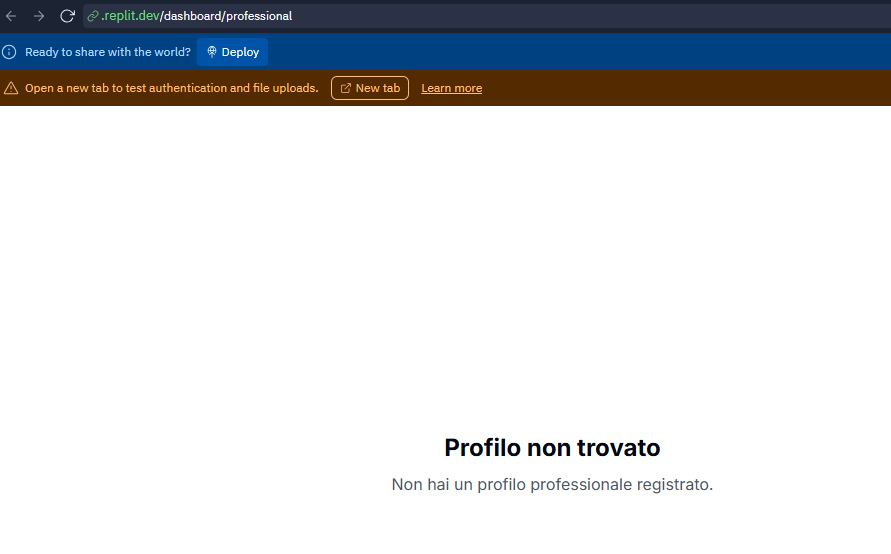 .replit.dev/dashboard/professional
Ready to share with the world? Deploy
Open a new tab to test authentication and file uploads. New tab Learn more
Profilo non trovato
Non hai un profilo professionale registrato.